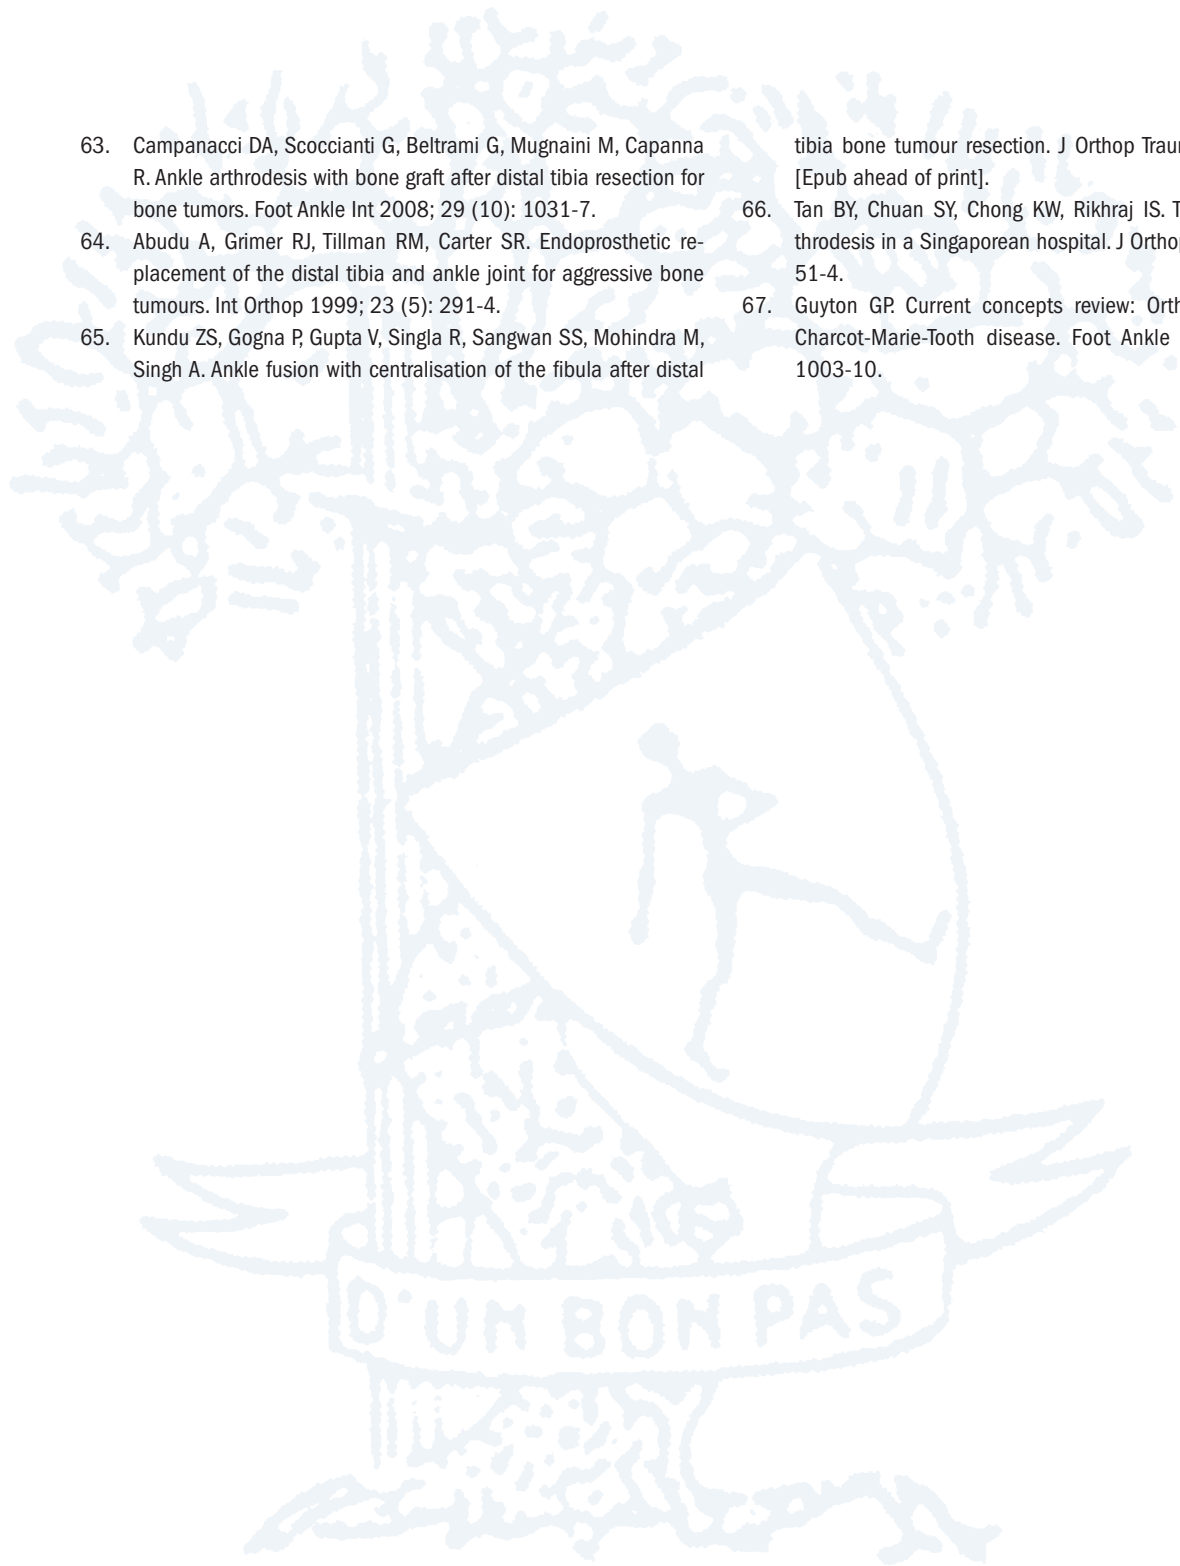 63. Campanacci DA, Scoccianti G, Beltrami G, Mugnaini M, Capanna
R. Ankle arthrodesis with bone graft after distal tibia resection for
bone tumors. Foot Ankle Int 2008; 29 (10): 1031-7.
64. Abudu A, Grimer RJ, Tillman RM, Carter SR. Endoprosthetic re-
placement of the distal tibia and ankle joint for aggressive bone
tumours. Int Orthop 1999; 23 (5): 291-4.
65. Kundu ZS, Gogna P, Gupta V, Singla R, Sangwan SS, Mohindra M,
Singh A. Ankle fusion with centralisation of the fibula after distal
tibia bone tumour resection. J Orthop
[Epub ahead of print].
66. Tan BY, Chuan SY, Chong KW, Rikhraj IS.
throdesis in a Singaporean hospital. J
51-4.
67. Guyton GP. Current concepts review:
Charcot-Marie-Tooth disease. Foot Ankle
1003-10.
D'UN BON PAS